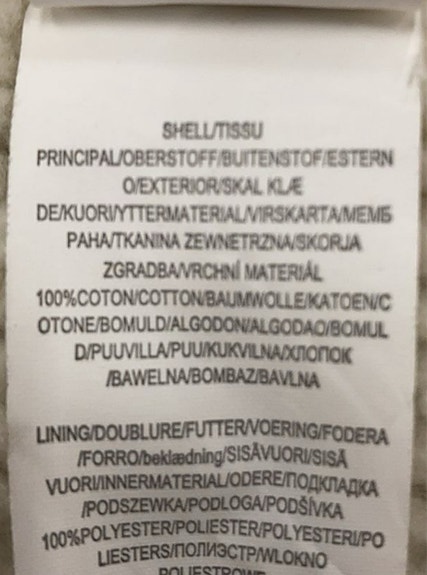 SHELL/TISSU
PRINCIPAL/OBERSTOFF/BUITENSTOF/ESTERN
O/EXTERIOR/SKAL KLÆ
DE/KUORI/YTTERMATERIAL/VIRSKARTA/МЕМБ
РАНА/TKANINA ZEWNETRZNA/SKORJA
ZGRADBA/VRCHNÍ MATERIÁL
100%COTON/COTTON/BAUMWOLLE/KATOEN/C
OTONE/BOMULD/ALGODON/ALGODAO/BOMUL
D/PUUVILLA/PUU/KUKVILNA/ХЛОПОК
/BAWELNA/BOMBAZ/BAVLNA
LINING/DOUBLURE/FUTTER/VOERING/FODERA
/FORRO/beklædning/SISÄVUORI/SISÄ
VUORI/INNERMATERIAL/ODERE/ПОДКЛАДКА
/PODSZEWKA/PODLOGA/PODŠÍVKA
100%POLYESTER/POLIESTER/POLYESTERI/PO
LIESTERS/ПОЛИЭСТР/WLOKNO
POLIESTROWE